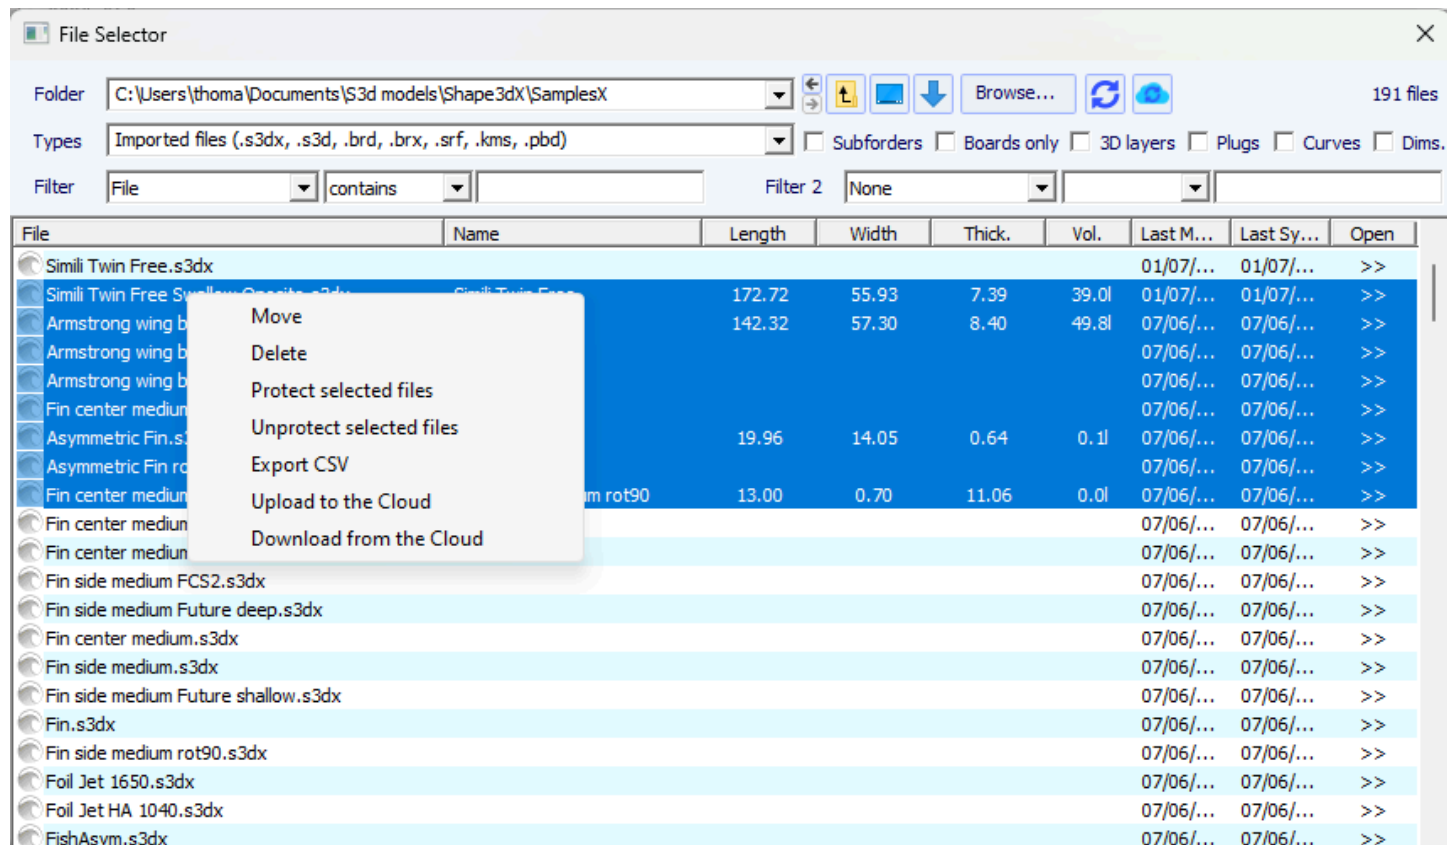 File Selector
Folder C:\Users\thoma\Documents\S3d models\Shape3dX\SamplesX Browse... 191 files
Types Imported files (.s3dx, .s3d, .brd, .brx, .srf, .kms, .pbd) Subforders Boards only 3D layers Plugs Curves Dims.
Filter File contains Filter 2 None
File Name Length Width Thick. Vol. Last M... Last Sy... Open
Simili Twin Free.s3dx 01/07/... 01/07/... >>
Simili Twin Free Swallow Oposite.s3dx Simili Twin Free 172.72 55.93 7.39 39.0l 01/07/... 01/07/... >>
Armstrong wing b 142.32 57.30 8.40 49.8l 07/06/... 07/06/... >>
Armstrong wing b 07/06/... 07/06/... >>
Armstrong wing b 07/06/... 07/06/... >>
Fin center medium 07/06/... 07/06/... >>
Asymmetric Fin.s3 19.96 14.05 0.64 0.1l 07/06/... 07/06/... >>
Asymmetric Fin ro 07/06/... 07/06/... >>
Fin center medium m rot90 13.00 0.70 11.06 0.0l 07/06/... 07/06/... >>
Fin center medium 07/06/... 07/06/... >>
Fin center medium 07/06/... 07/06/... >>
Move
Delete
Protect selected files
Unprotect selected files
Export CSV
Upload to the Cloud
Download from the Cloud
Fin side medium FCS2.s3dx 07/06/... 07/06/... >>
Fin side medium Future deep.s3dx 07/06/... 07/06/... >>
Fin center medium.s3dx 07/06/... 07/06/... >>
Fin side medium.s3dx 07/06/... 07/06/... >>
Fin side medium Future shallow.s3dx 07/06/... 07/06/... >>
Fin.s3dx 07/06/... 07/06/... >>
Fin side medium rot90.s3dx 07/06/... 07/06/... >>
Foil Jet 1650.s3dx 07/06/... 07/06/... >>
Foil Jet HA 1040.s3dx 07/06/... 07/06/... >>
FishAsym.s3dx 07/06/... 07/06/... >>